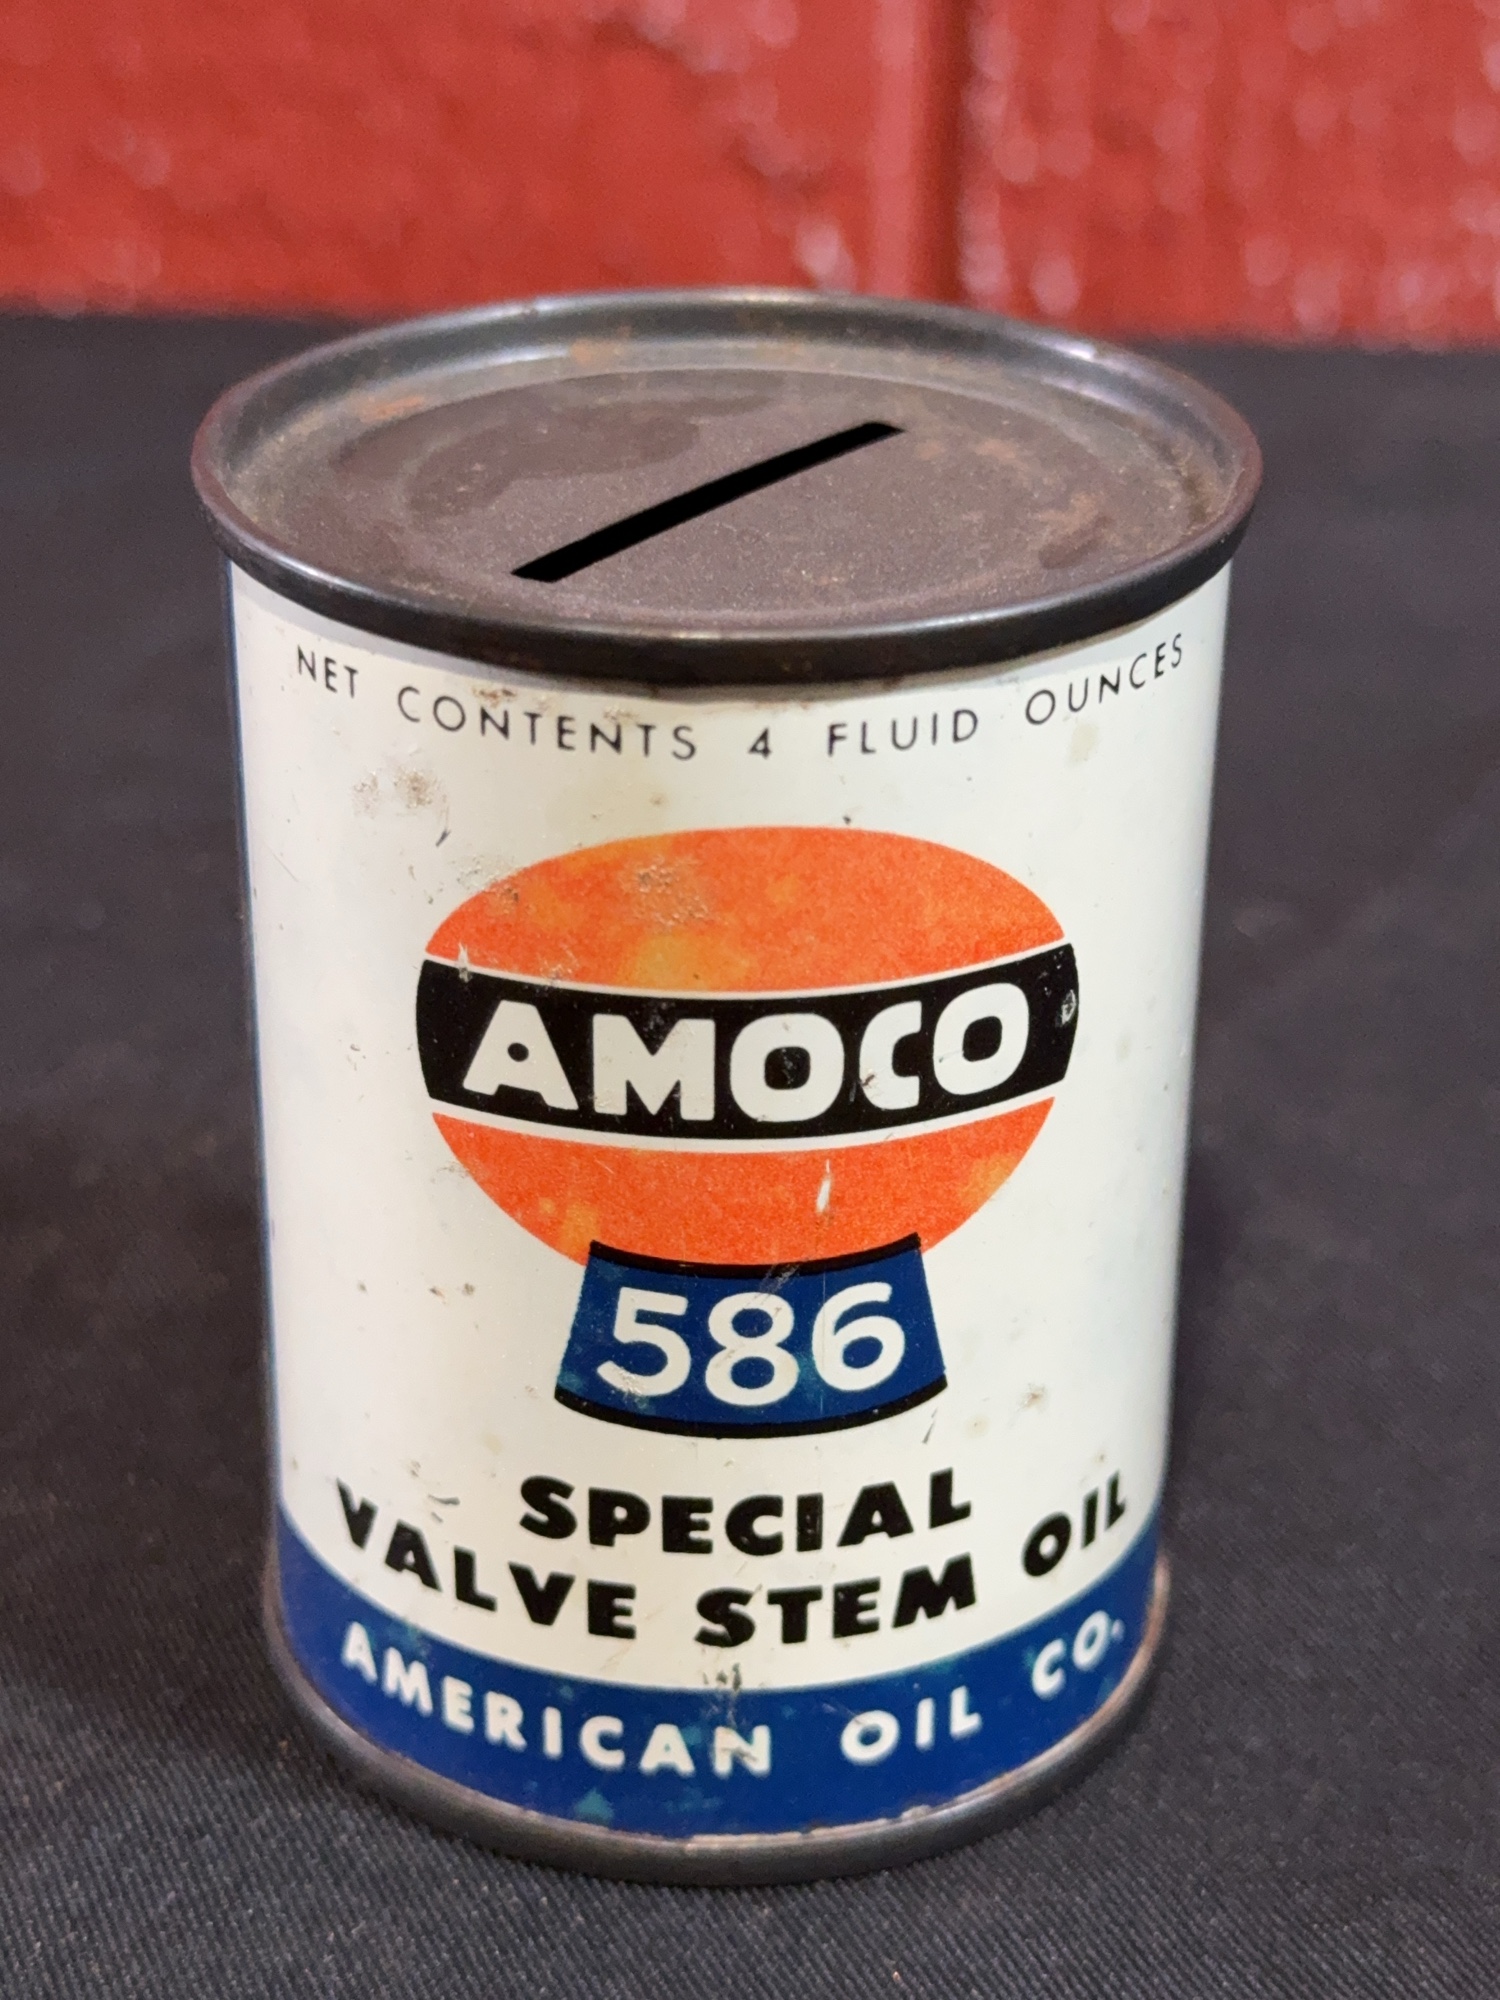 NET CONTENTS 4 FLUID OUNCES
AMOCO
586
SPECIAL
VALVE STEM OIL
AMERICAN OIL CO.